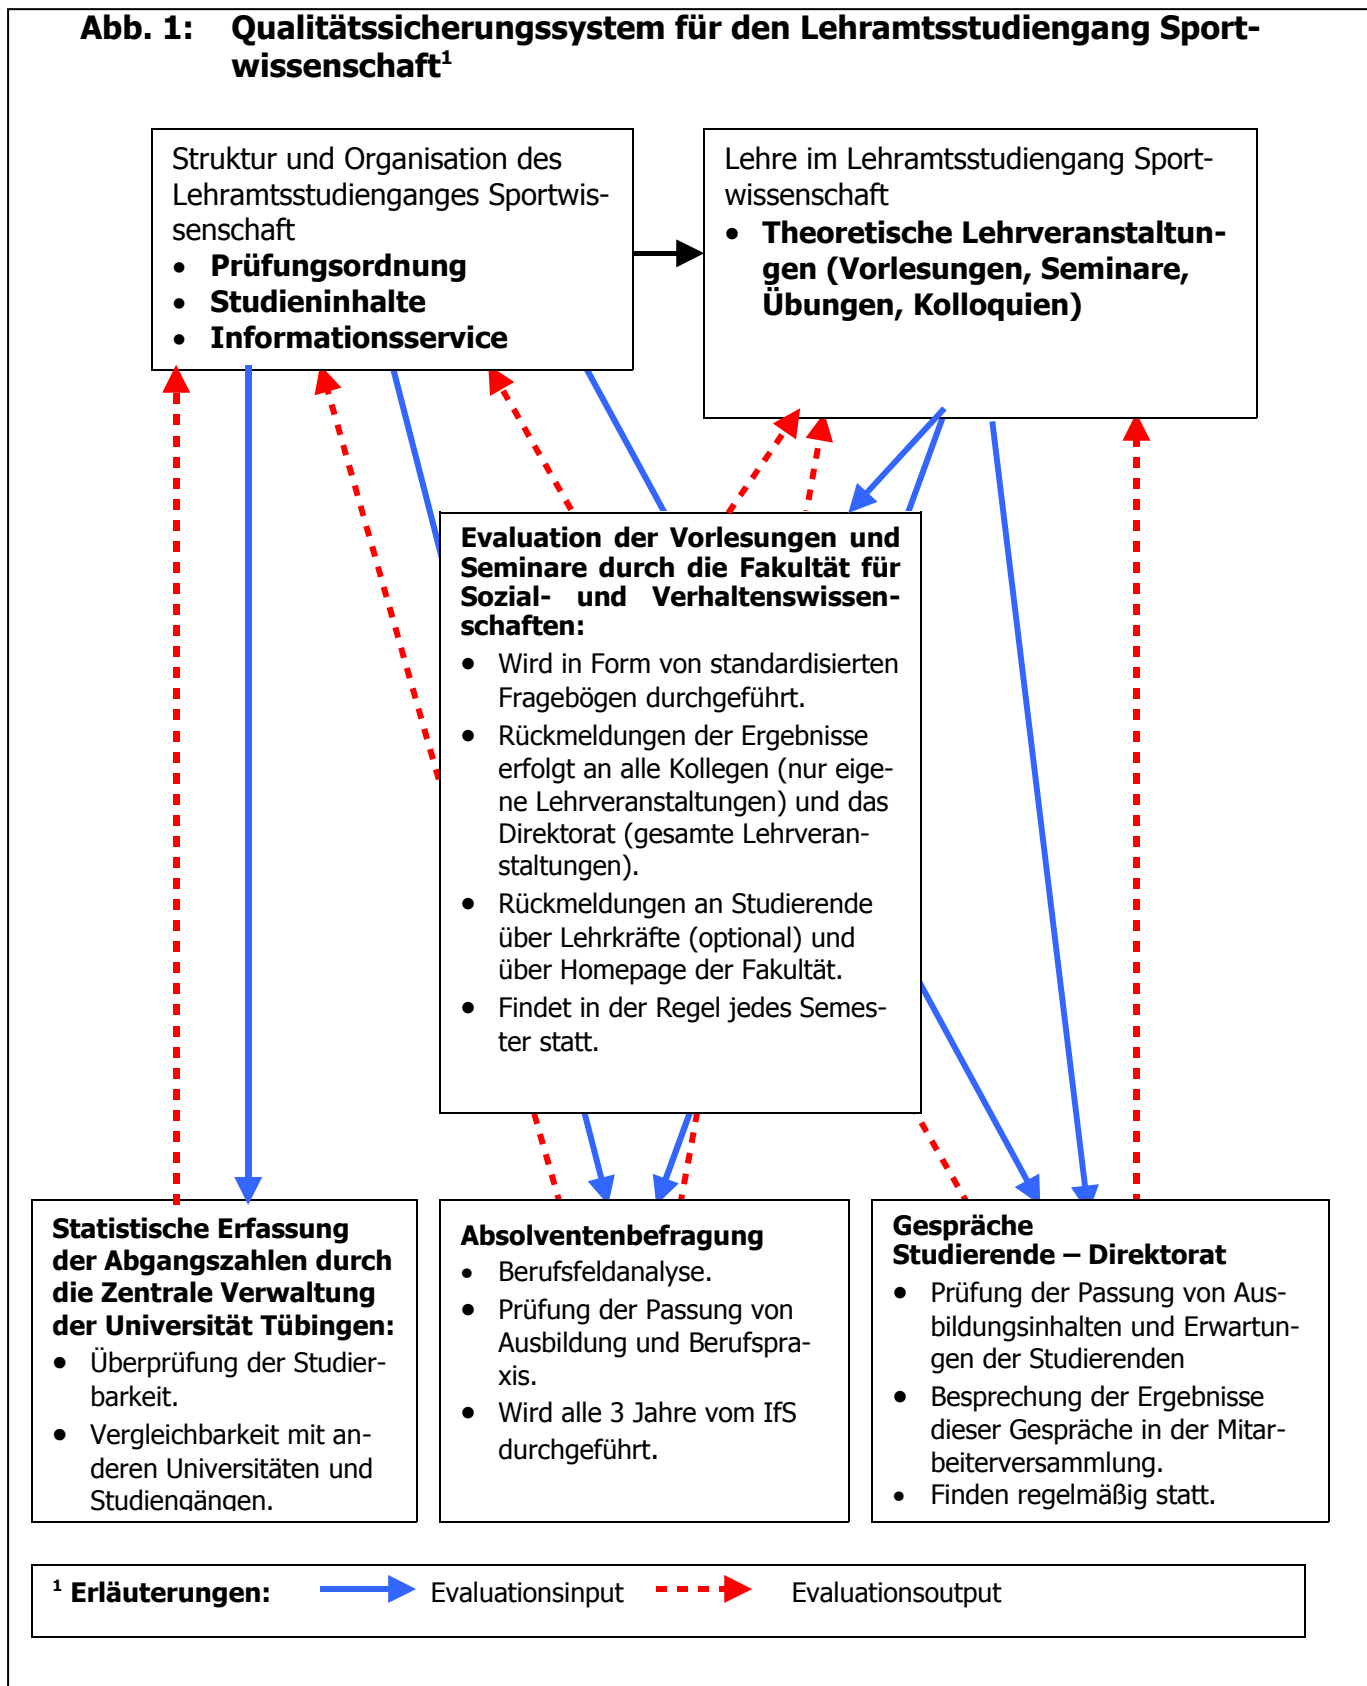 Abb. 1: Qualitätssicherungssystem für den Lehramtsstudiengang Sport-
wissenschaft¹
Struktur und Organisation des
Lehramtsstudienganges Sportwis-
senschaft
• Prüfungsordnung
• Studieninhalte
• Informationsservice
Lehre im Lehramtsstudiengang Sport-
wissenschaft
• Theoretische Lehrveranstaltun-
gen (Vorlesungen, Seminare,
Übungen, Kolloquien)
Evaluation der Vorlesungen und
Seminare durch die Fakultät für
Sozial- und Verhaltenswissen-
schaften:
• Wird in Form von standardisierten
Fragebögen durchgeführt.
• Rückmeldungen der Ergebnisse
erfolgt an alle Kollegen (nur eige-
ne Lehrveranstaltungen) und das
Direktorat (gesamte Lehrveran-
staltungen).
• Rückmeldungen an Studierende
über Lehrkräfte (optional) und
über Homepage der Fakultät.
• Findet in der Regel jedes Semes-
ter statt.
Statistische Erfassung
der Abgangszahlen durch
die Zentrale Verwaltung
der Universität Tübingen:
• Überprüfung der Studier-
barkeit.
• Vergleichbarkeit mit an-
deren Universitäten und
Studiengängen.
Absolventenbefragung
• Berufsfeldanalyse.
• Prüfung der Passung von
Ausbildung und Berufspra-
xis.
• Wird alle 3 Jahre vom IfS
durchgeführt.
Gespräche
Studierende – Direktorat
• Prüfung der Passung von Aus-
bildungsinhalten und Erwartun-
gen der Studierenden
• Besprechung der Ergebnisse
dieser Gespräche in der Mitar-
beiterversammlung.
• Finden regelmäßig statt.
¹ Erläuterungen: Evaluationsinput Evaluationsoutput